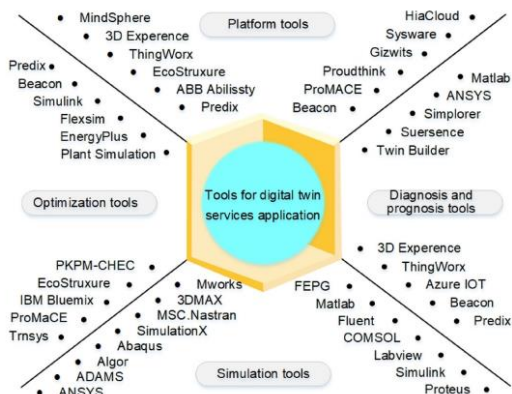 Platform tools
MindSphere
3D Experence
ThingWorx
EcoStruxure
ABB Abilissty
Predix
HiaCloud
Sysware
Gizwits
Proudthink
ProMACE
Beacon
Predix
Beacon
Simulink
Flexsim
EnergyPlus
Plant Simulation
Matlab
ANSYS
Simplorer
Suersence
Twin Builder
Optimization tools
Tools for digital twin
services application
Diagnosis and
prognosis tools
PKPM-CHEC
EcoStruxure
IBM Bluemix
ProMaCE
Trnsys
3D Experence
ThingWorx
Azure IOT
Beacon
Predix
Mworks
3DMAX
MSC.Nastran
SimulationX
Abaqus
Algor
ADAMS
ANSYS
FEPG
Matlab
Fluent
COMSOL
Labview
Simulink
Proteus
Simulation tools